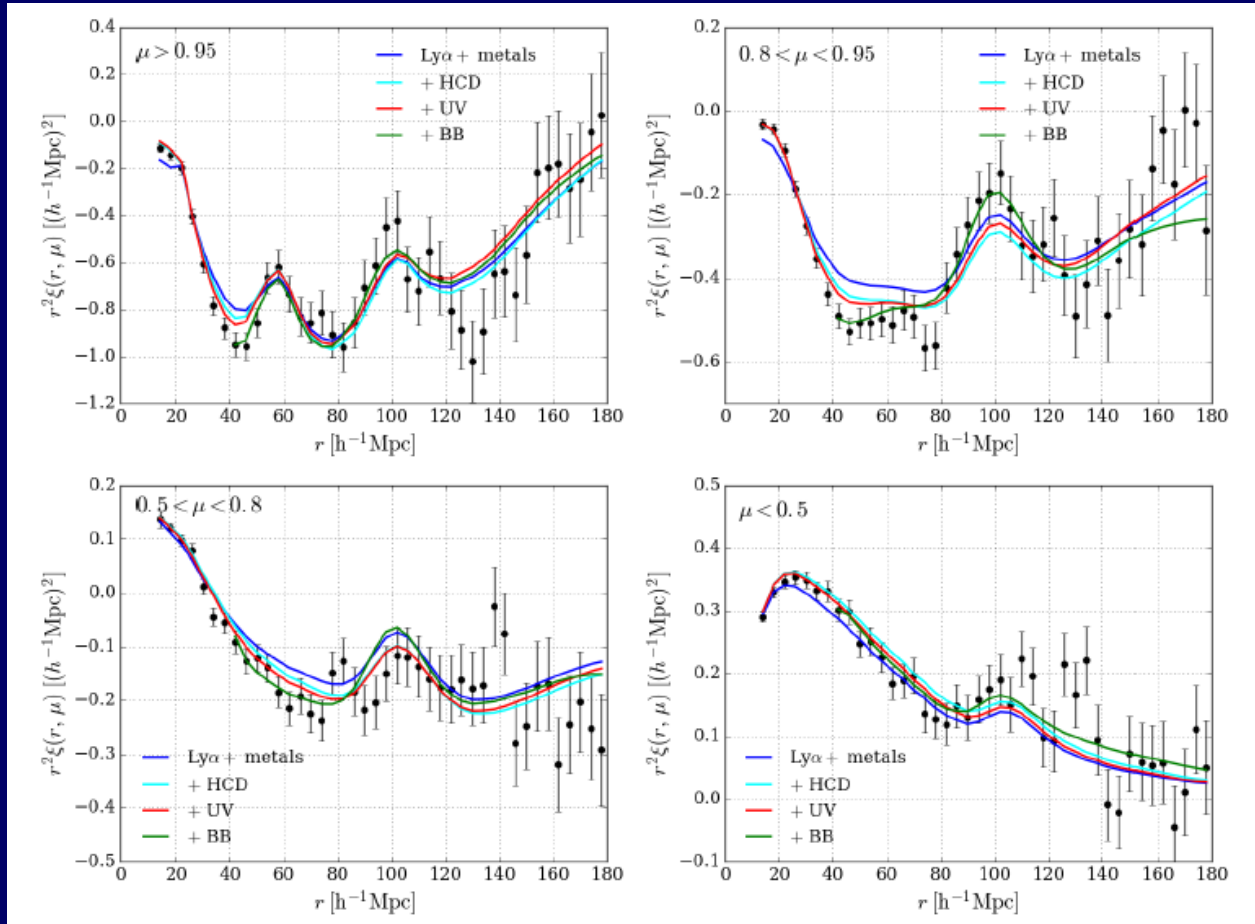 μ > 0.95
Lyα+ metals
+ HCD
+ UV
+ BB
0.4
0.2
0.0
−0.2
−0.4
−0.6
−0.8
−1.0
−1.2
r²ξ(r, μ) [(h⁻¹Mpc)²]
0 20 40 60 80 100 120 140 160 180
r [h⁻¹Mpc]
0.8 < μ < 0.95
Lyα+ metals
+ HCD
+ UV
+ BB
0.2
0.0
−0.2
−0.4
−0.6
r²ξ(r, μ) [(h⁻¹Mpc)²]
0 20 40 60 80 100 120 140 160 180
r [h⁻¹Mpc]
0.5 < μ < 0.8
0.2
0.1
0.0
−0.1
−0.2
−0.3
−0.4
−0.5
r²ξ(r, μ) [(h⁻¹Mpc)²]
Lyα+ metals
+ HCD
+ UV
+ BB
0 20 40 60 80 100 120 140 160 180
r [h⁻¹Mpc]
μ < 0.5
0.5
0.4
0.3
0.2
0.1
0.0
−0.1
r²ξ(r, μ) [(h⁻¹Mpc)²]
Lyα+ metals
+ HCD
+ UV
+ BB
0 20 40 60 80 100 120 140 160 180
r [h⁻¹Mpc]